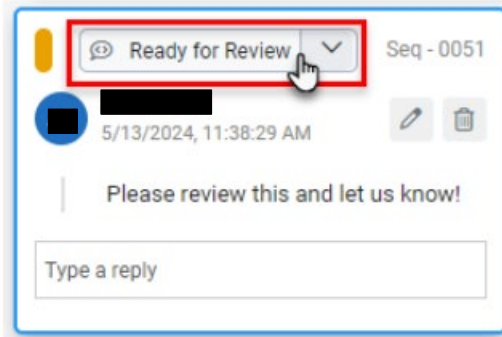 Ready for Review
Seq - 0051
5/13/2024, 11:38:29 AM
Please review this and let us know!
Type a reply